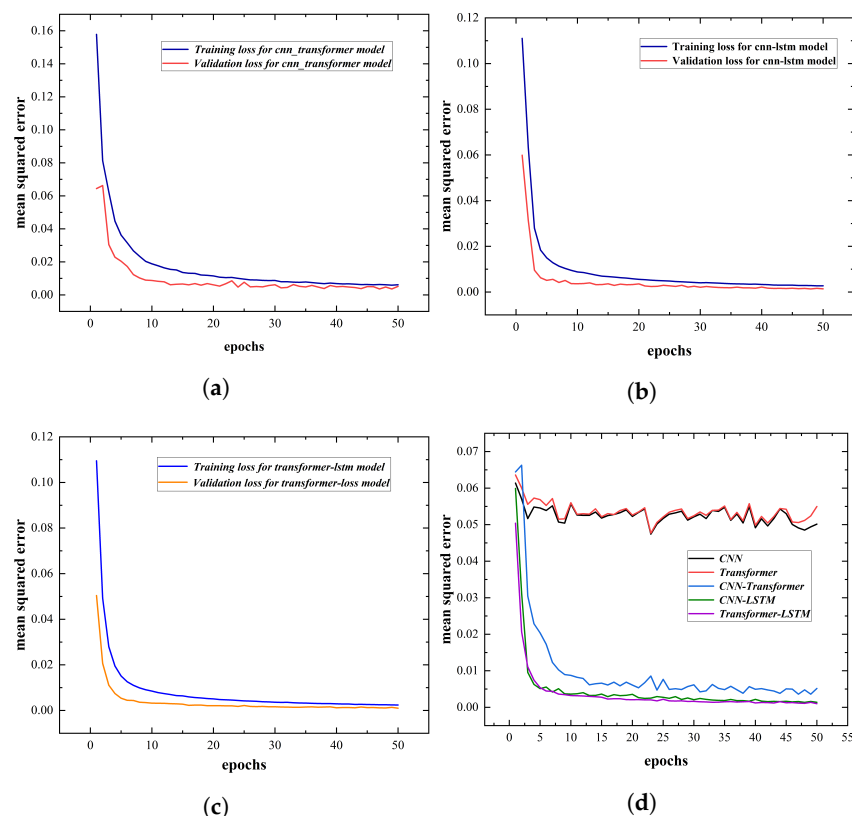 0.16
0.14
0.12
0.10
0.08
0.06
0.04
0.02
0.00
mean squared error
Training loss for cnn_transformer model
Validation loss for cnn_transformer model
0 10 20 30 40 50
epochs
(a)
0.12
0.10
0.08
0.06
0.04
0.02
0.00
mean squared error
Training loss for cnn-lstm model
Validation loss for cnn-lstm model
0 10 20 30 40 50
epochs
(b)
0.12
0.10
0.08
0.06
0.04
0.02
0.00
mean squared error
Training loss for transformer-lstm model
Validation loss for transformer-loss model
0 10 20 30 40 50
epochs
(c)
0.07
0.06
0.05
0.04
0.03
0.02
0.01
0.00
mean squared error
CNN
Transformer
CNN-Transformer
CNN-LSTM
Transformer-LSTM
0 5 10 15 20 25 30 35 40 45 50 55
epochs
(d)